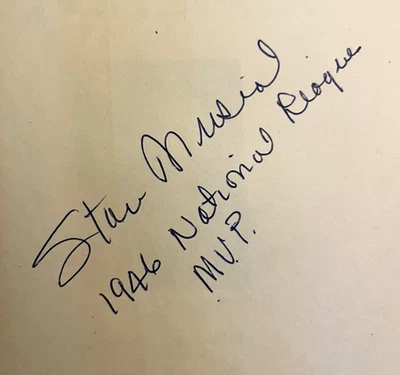 Stan Musial
1946 National League
M.V.P.